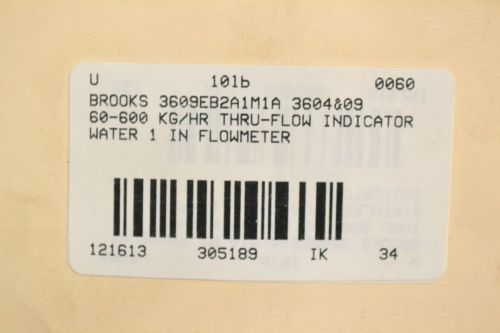 U 10lb 0060
BROOKS 3609EB2A1M1A 3604&09
60-600 KG/HR THRU-FLOW INDICATOR
WATER 1 IN FLOWMETER
121613 305189 IK 34